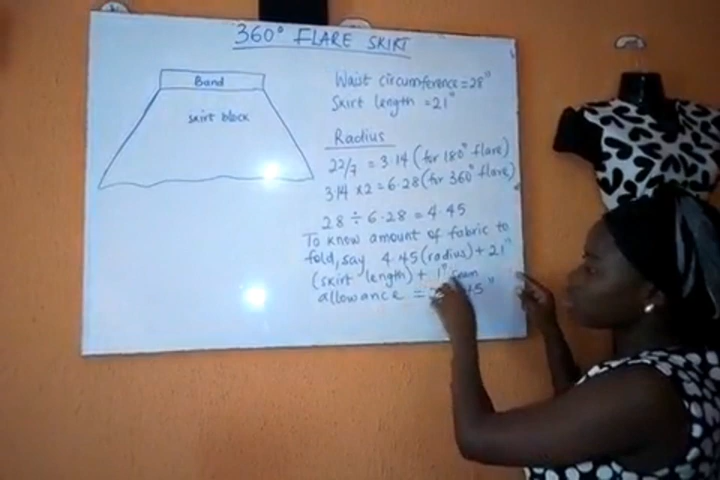 360° FLARE SKIRT
Band
skirt block
Waist circumference = 28"
Skirt length = 21"
Radius
22/7 = 3.14 (for 180° flare)
3.14 x 2 = 6.28 (for 360° flare)
28 ÷ 6.28 = 4.45
To know amount of fabric to
fold, say 4.45 (radius) + 21"
(skirt length) + 1"
allowance =